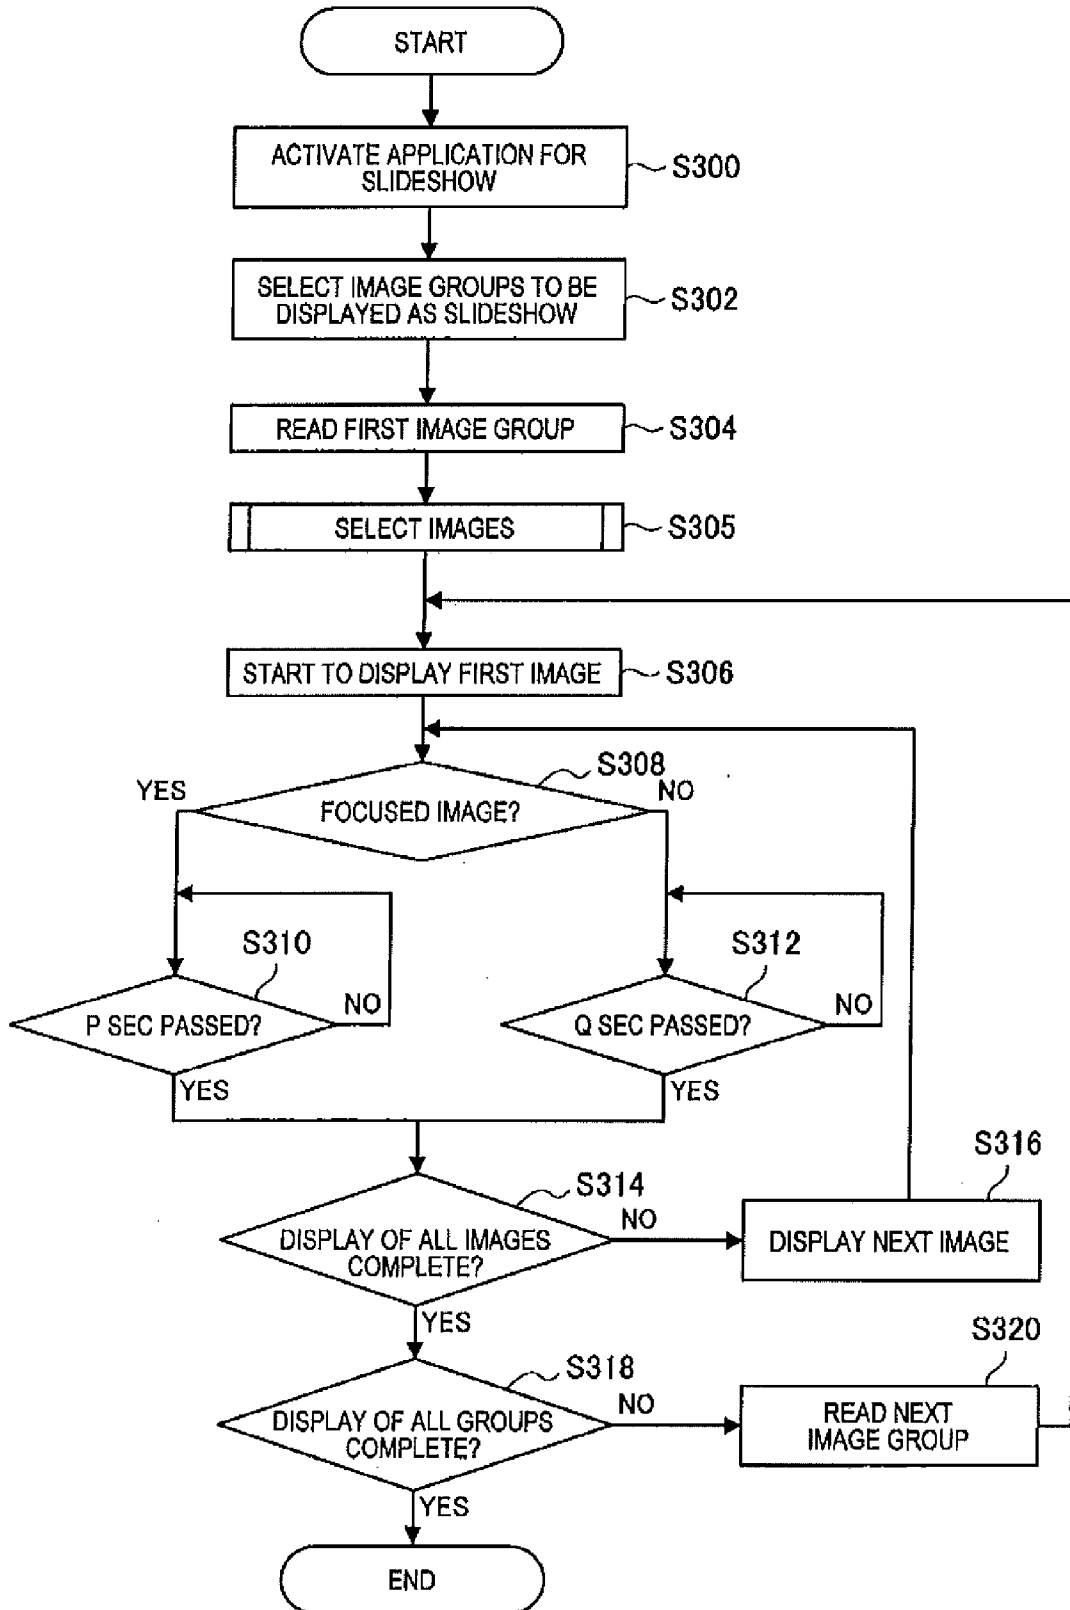 START
ACTIVATE APPLICATION FOR
SLIDESHOW
S300
SELECT IMAGE GROUPS TO BE
DISPLAYED AS SLIDESHOW
S302
READ FIRST IMAGE GROUP
S304
SELECT IMAGES
S305
START TO DISPLAY FIRST IMAGE
S306
S308
YES
NO
FOCUSED IMAGE?
S310
S312
P SEC PASSED?
NO
Q SEC PASSED?
NO
YES
YES
S316
S314
NO
DISPLAY OF ALL IMAGES
COMPLETE?
DISPLAY NEXT IMAGE
YES
S320
S318
NO
DISPLAY OF ALL GROUPS
COMPLETE?
READ NEXT
IMAGE GROUP
YES
END